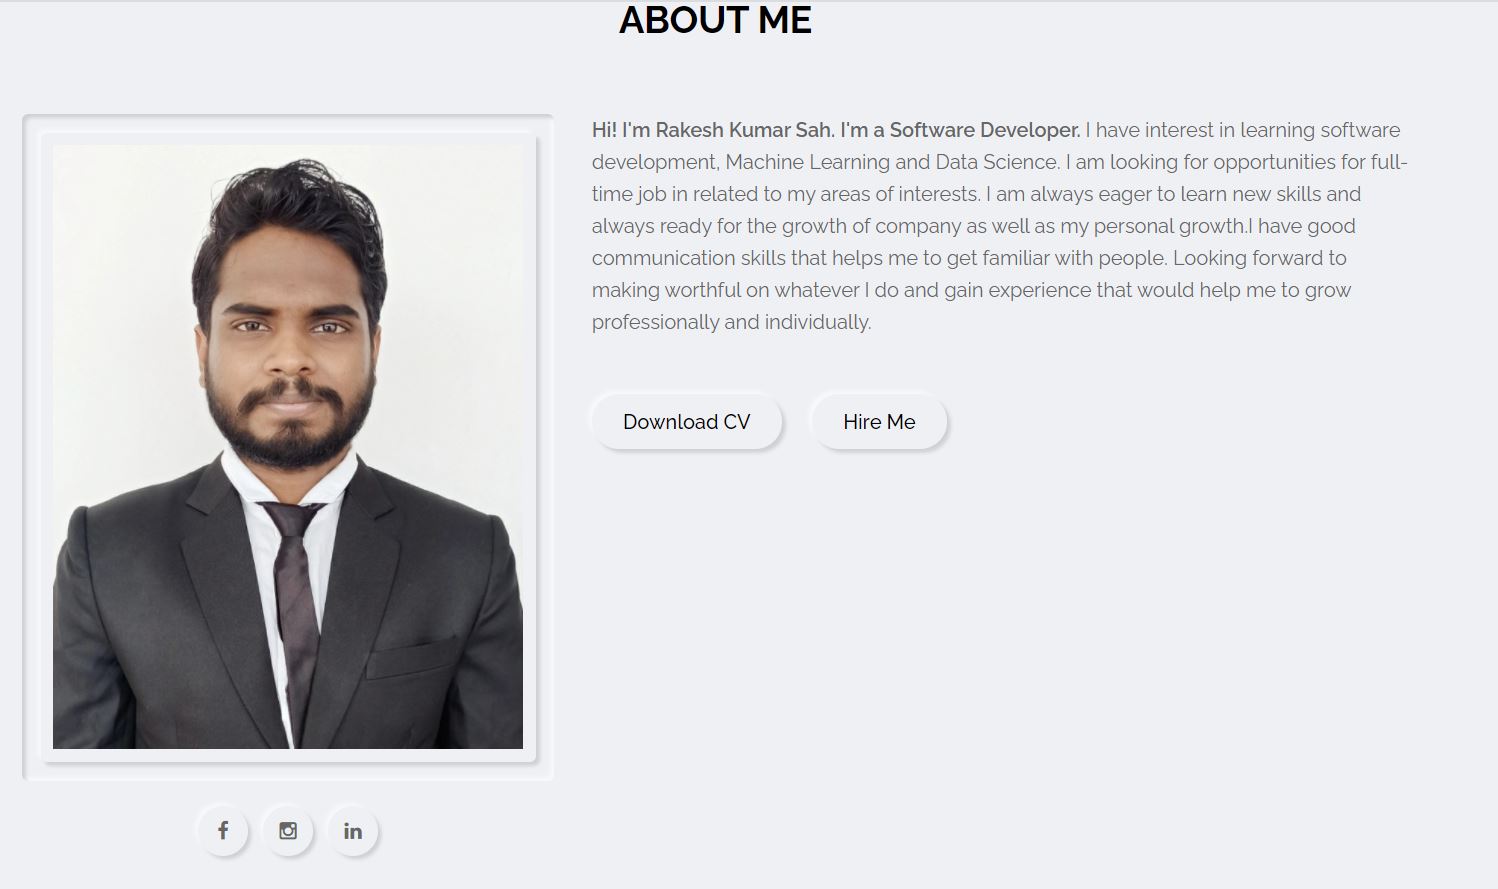 ABOUT ME
Hi! I'm Rakesh Kumar Sah. I'm a Software Developer. I have interest in learning software
development, Machine Learning and Data Science. I am looking for opportunities for full-
time job in related to my areas of interests. I am always eager to learn new skills and
always ready for the growth of company as well as my personal growth.I have good
communication skills that helps me to get familiar with people. Looking forward to
making worthful on whatever I do and gain experience that would help me to grow
professionally and individually.
Download CV
Hire Me